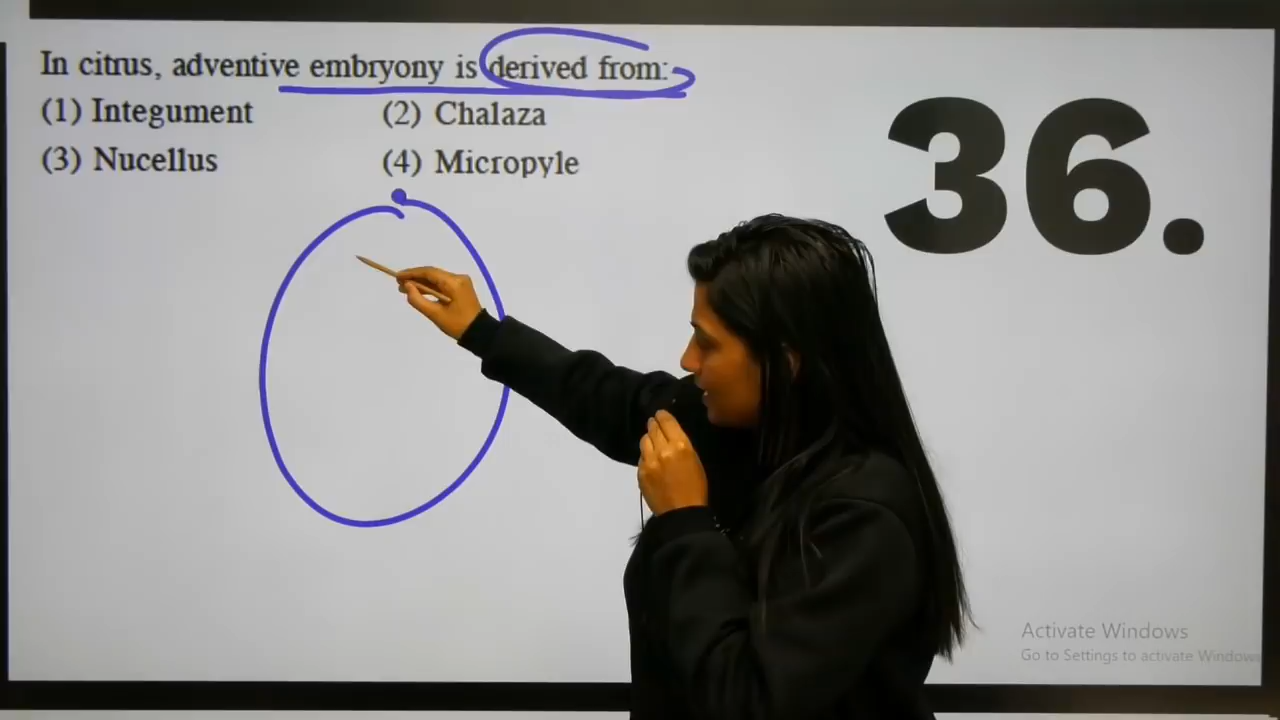 In citrus, adventive embryony is derived from:
(1) Integument (2) Chalaza
(3) Nucellus (4) Micropyle
36.
Activate Windows
Go to Settings to activate Windows